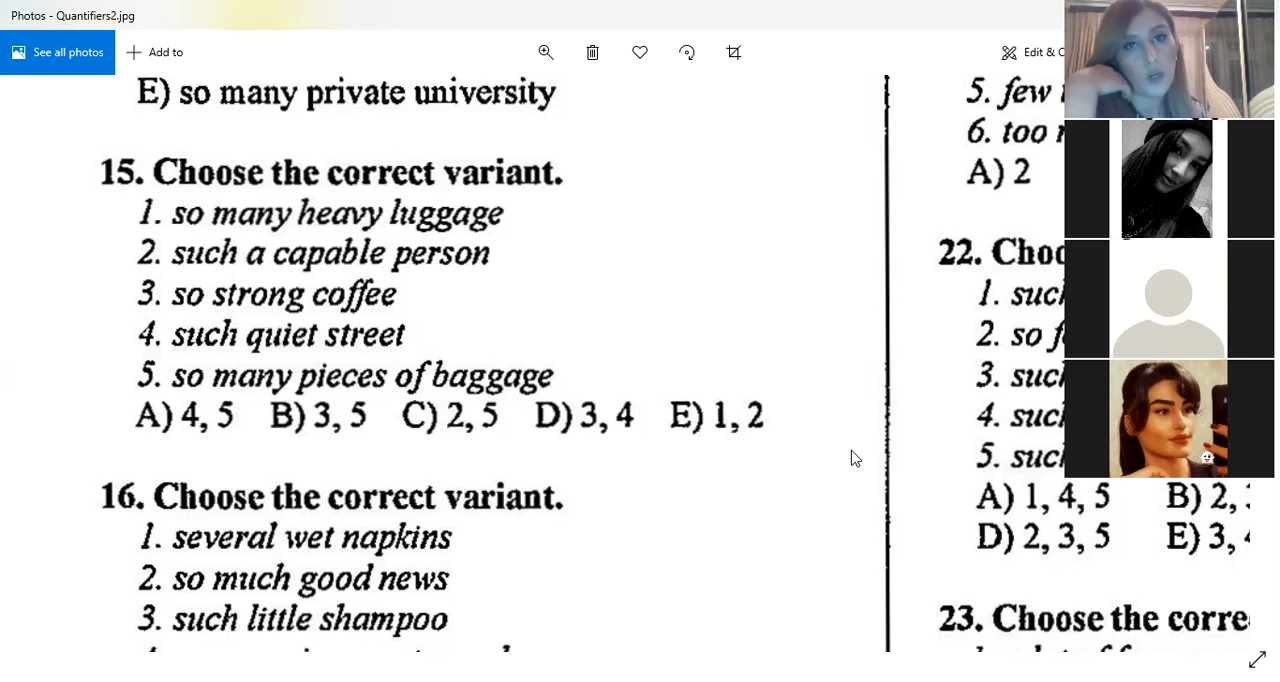 Photos - Quantifiers2.jpg
See all photos
Add to
Edit &
E) so many private university
15. Choose the correct variant.
1. so many heavy luggage
2. such a capable person
3. so strong coffee
4. such quiet street
5. so many pieces of baggage
A) 4, 5 B) 3, 5 C) 2, 5 D) 3, 4 E) 1, 2
16. Choose the correct variant.
1. several wet napkins
2. so much good news
3. such little shampoo
5. few
6. too
A) 2
22.
1.
2. so
3.
4.
5.
A) 1, 4, 5 B) 2,
D) 2, 3, 5 E) 3,
23. Choose the